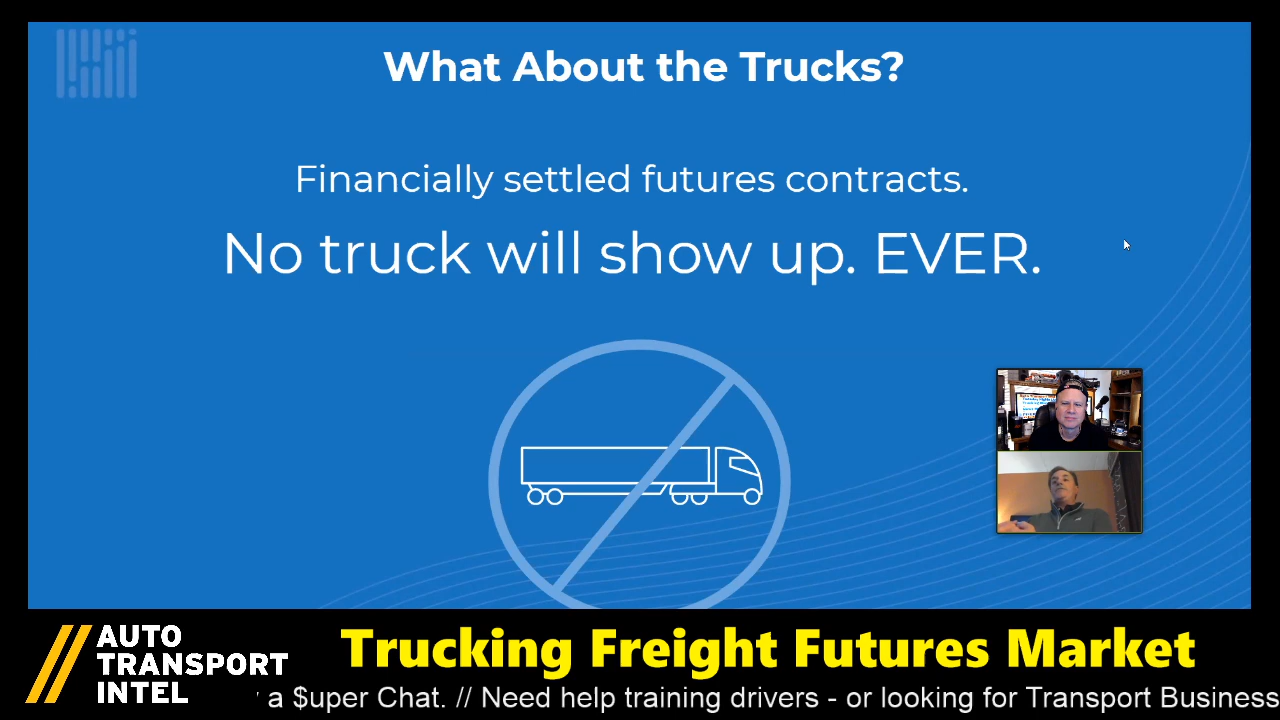 What About the Trucks?
Financially settled futures contracts.
No truck will show up. EVER.
AUTO
TRANSPORT
INTEL
Trucking Freight Futures Market
a $uper Chat. // Need help training drivers - or looking for Transport Business